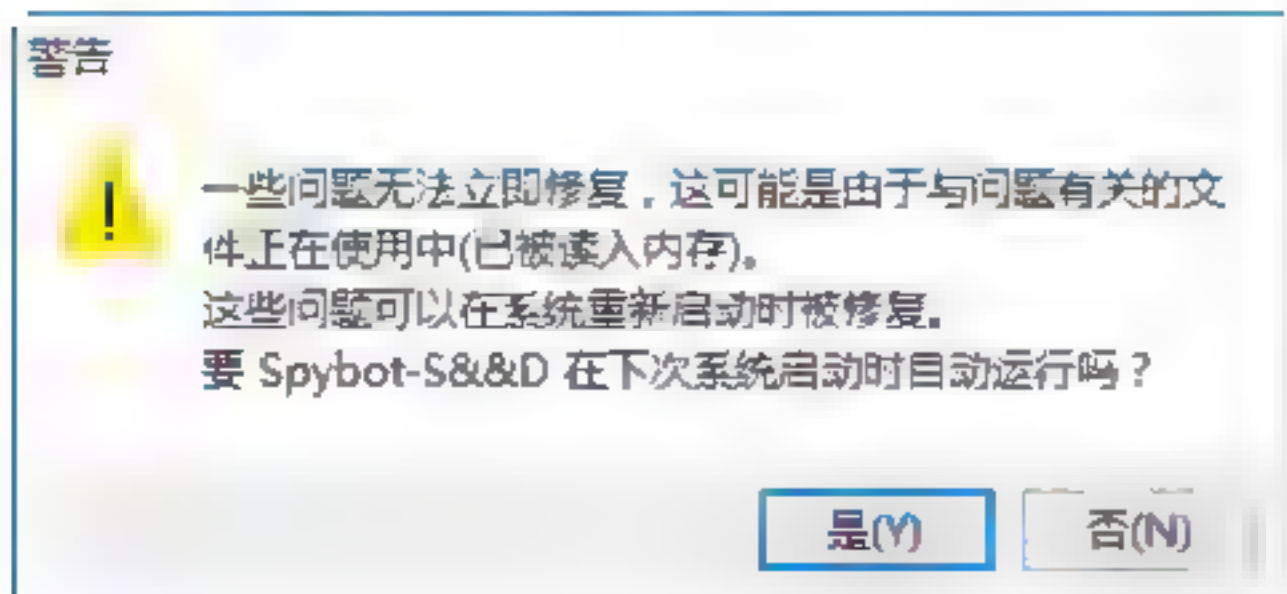 警告
一些问题无法立即修复，这可能是由于与问题有关的文
件正在使用中(已被读入内存)。
这些问题可以在系统重新启动时被修复。
要 Spybot-S&&D 在下次系统启动时自动运行吗？
是(Y)
否(N)